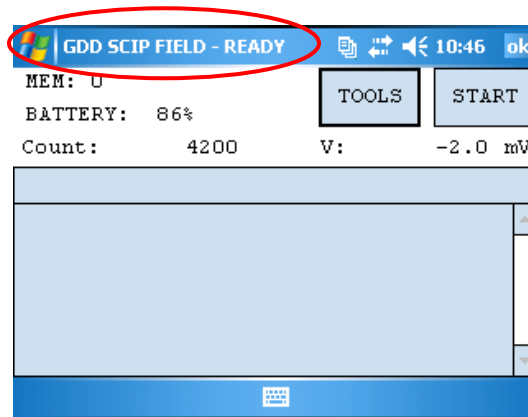 GDD SCIP FIELD - READY 10:46 ok
MEM: 0
TOOLS START
BATTERY: 86%
Count: 4200 V: -2.0 mV